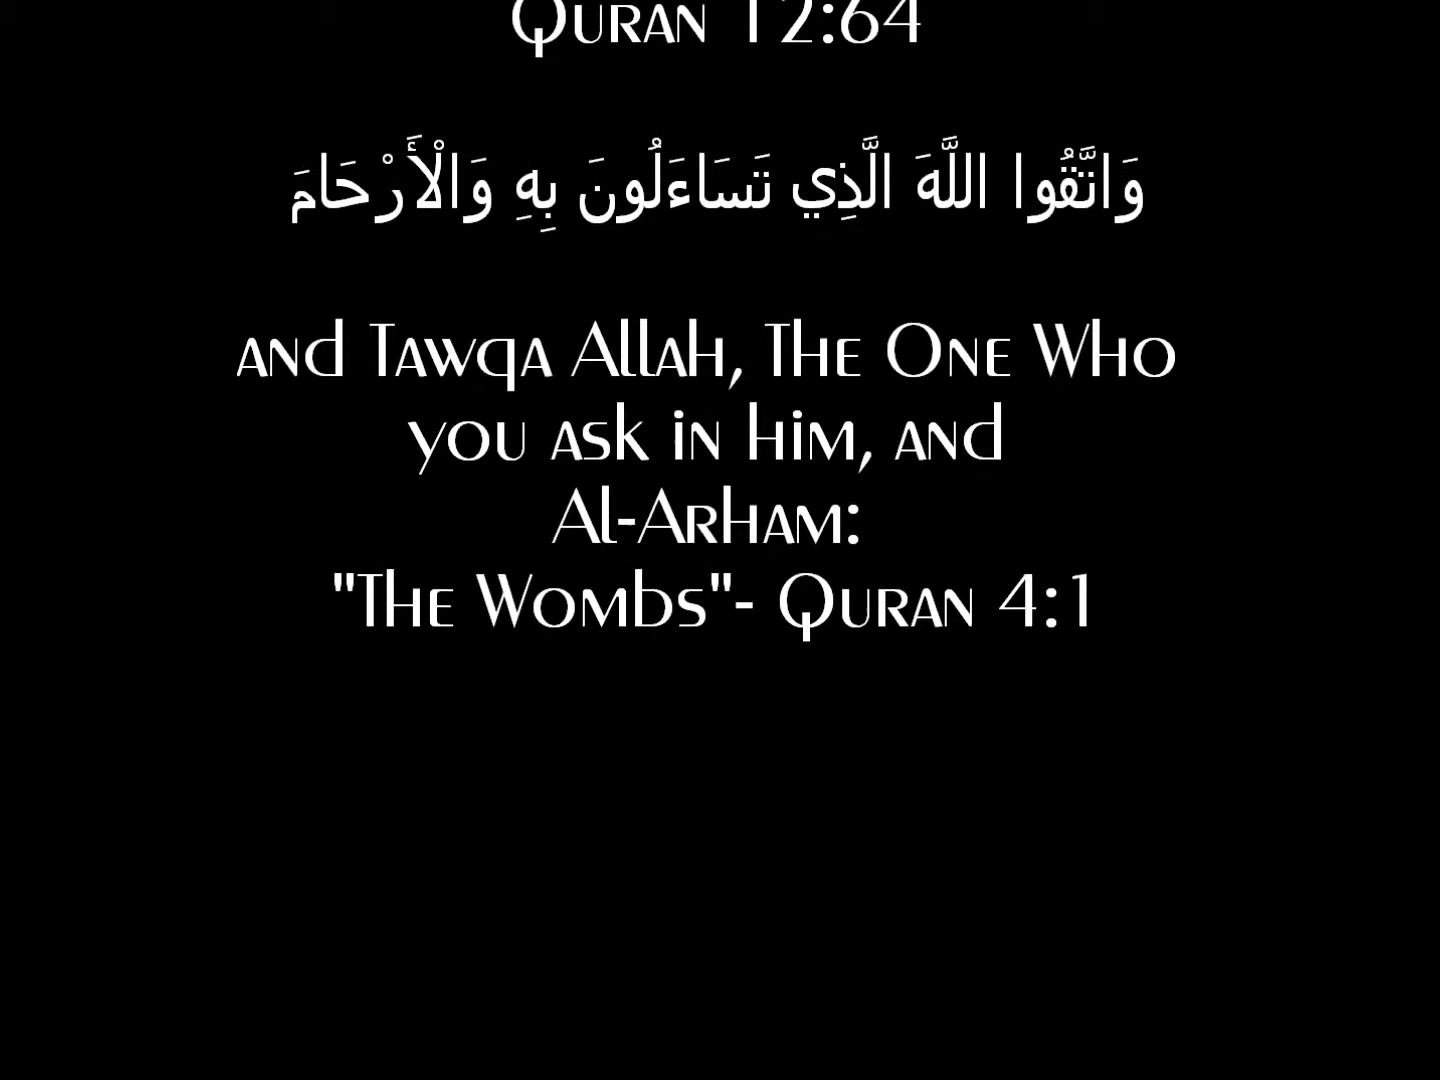 Quran 12:64
وَاتَّقُوا اللَّهَ الَّذِي تَسَاءَلُونَ بِهِ وَالْأَرْحَامَ
and Tawqa Allah, The One Who
you ask in him, and
Al-Arham:
"The Wombs"- Quran 4:1